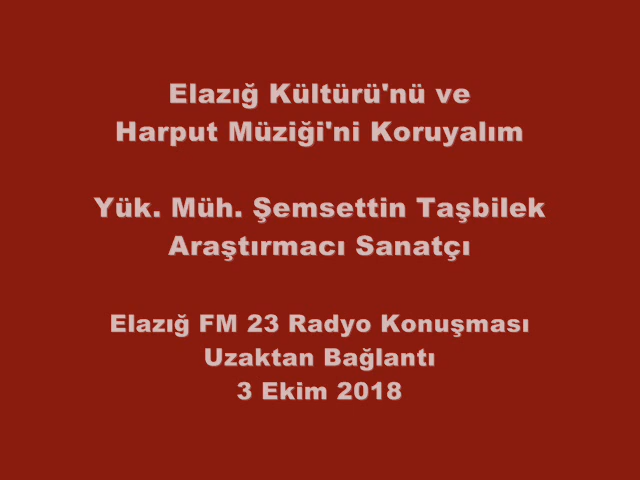 Elazığ Kültürü'nü ve
Harput Müziği'ni Koruyalım
Yük. Müh. Şemsettin Taşbilek
Araştırmacı Sanatçı
Elazığ FM 23 Radyo Konuşması
Uzaktan Bağlantı
3 Ekim 2018